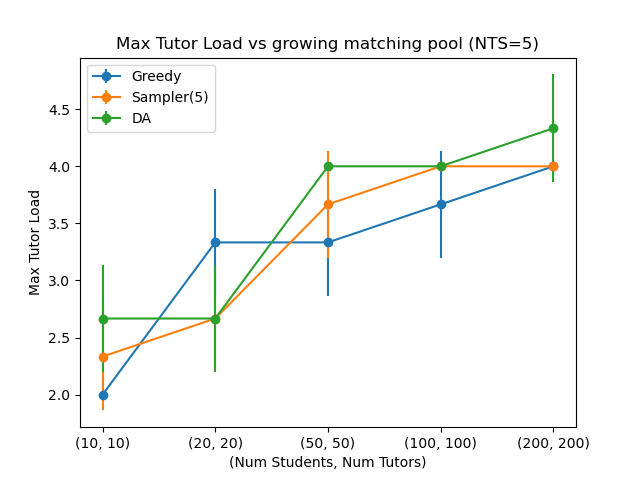 Max Tutor Load vs growing matching pool (NTS=5)
Greedy
Sampler(5)
DA
4.5
4.0
3.5
3.0
2.5
2.0
Max Tutor Load
(10, 10) (20, 20) (50, 50) (100, 100) (200, 200)
(Num Students, Num Tutors)